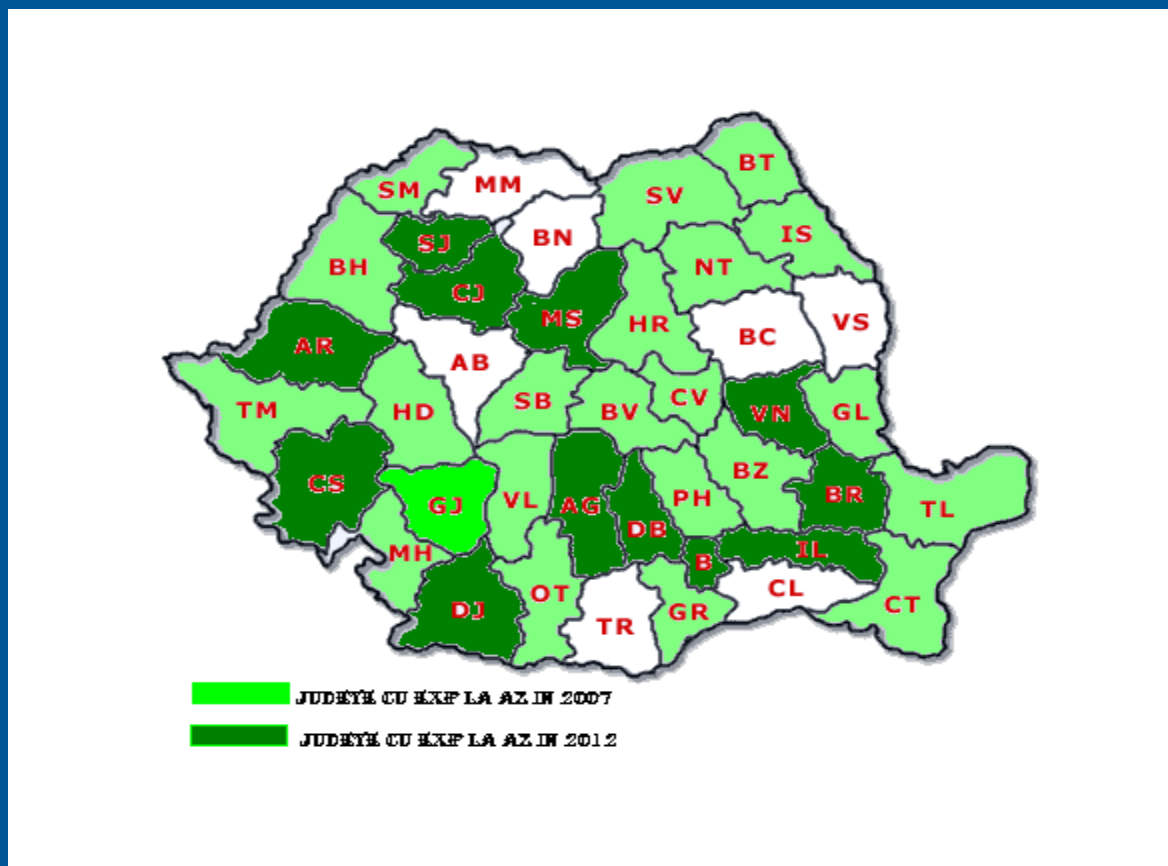 BT
SM MM SV
BN IS
SJ
BH NT
CJ
MS HR VS
AR BC
AB
TM HD SB BV CV VN GL
CS BZ
GJ VL AG PH BR TL
DB
MH B IL
DJ OT CL CT
TR GR
JUDEȚE CU EXP LA AZ IN 2007
JUDEȚE CU EXP LA AZ IN 2012